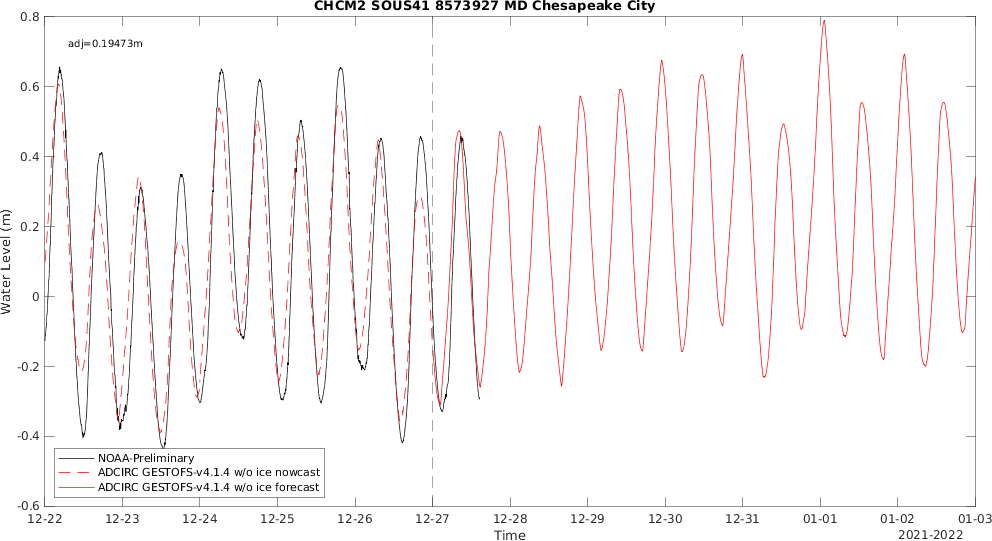 CHCM2 SOUS41 8573927 MD Chesapeake City
adj=0.19473m
0.8
0.6
0.4
0.2
0
-0.2
-0.4
-0.6
Water Level (m)
NOAA-Preliminary
ADCIRC GESTOFS-v4.1.4 w/o ice nowcast
ADCIRC GESTOFS-v4.1.4 w/o ice forecast
12-22 12-23 12-24 12-25 12-26 12-27 12-28 12-29 12-30 12-31 01-01 01-02 01-03
Time
2021-2022